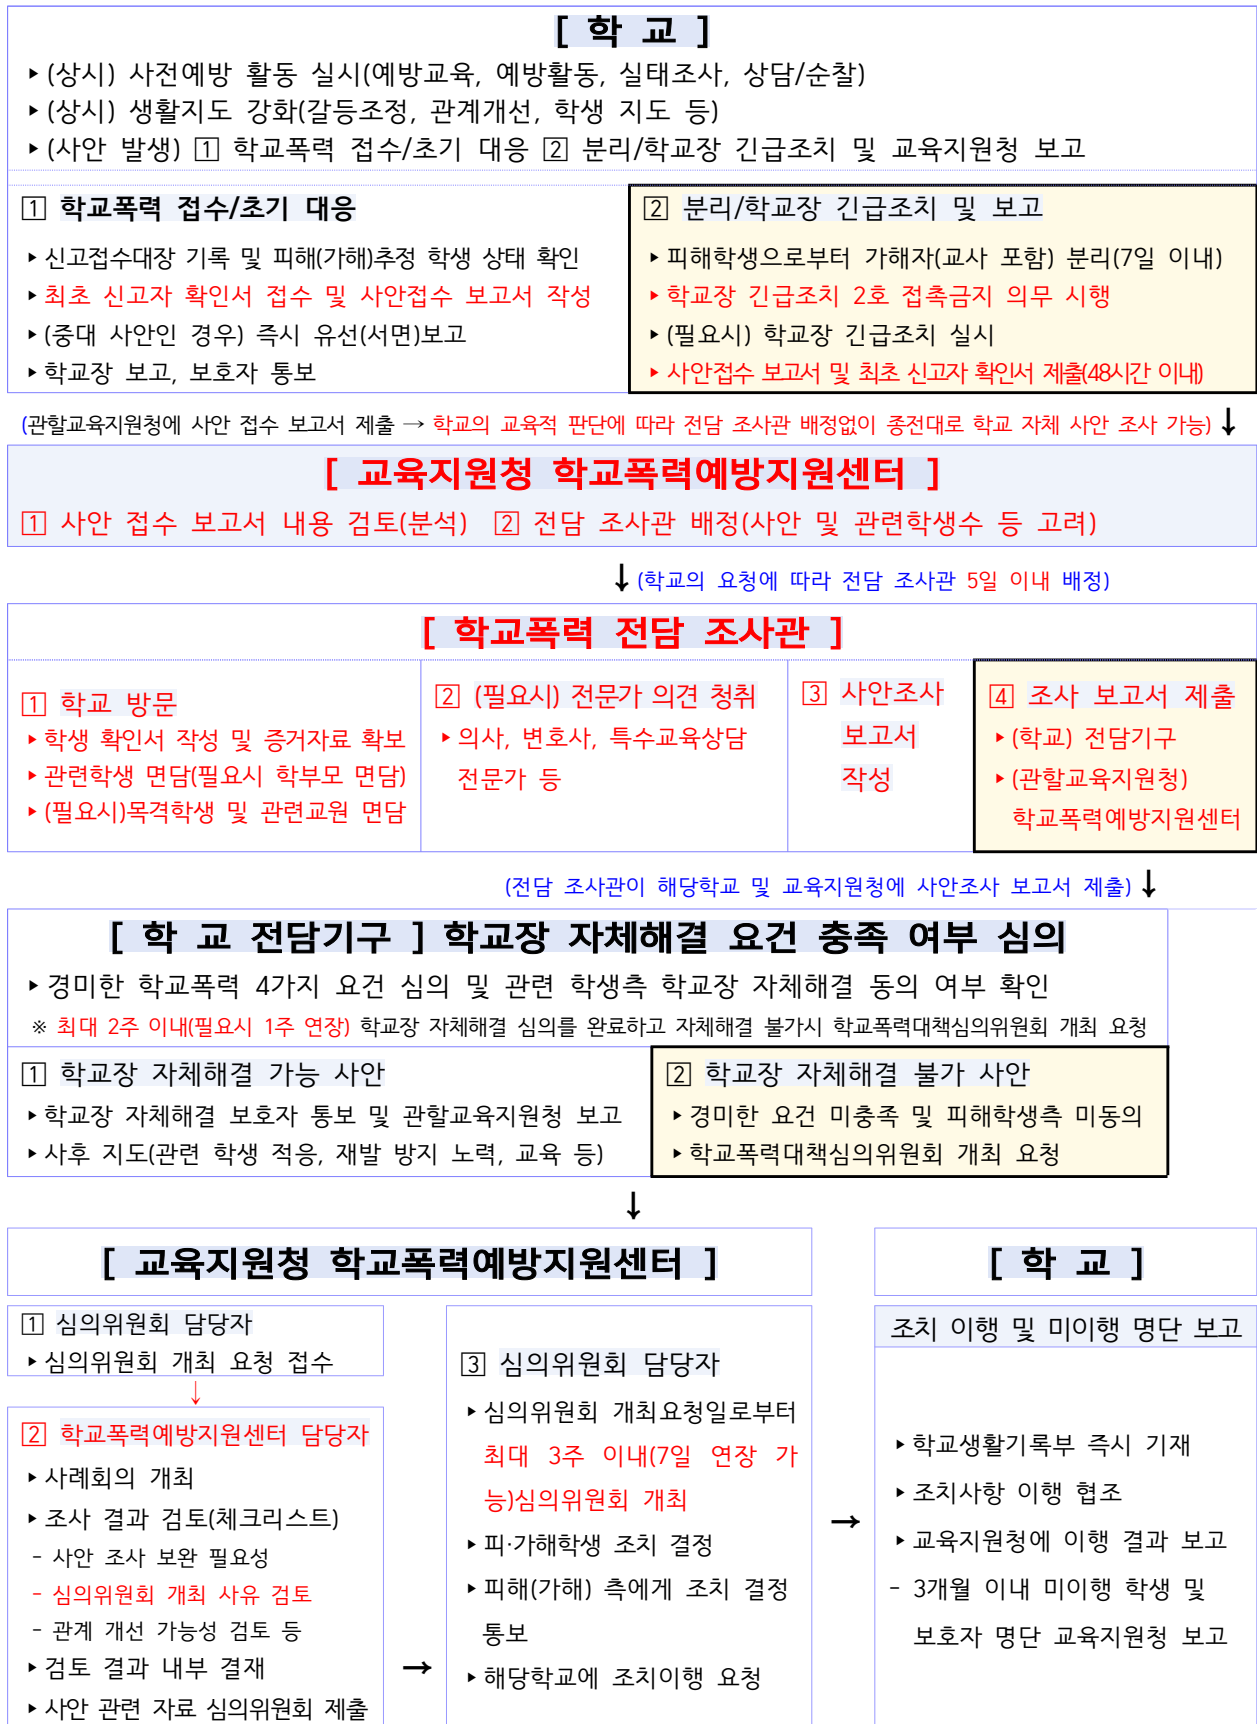 [ 학 교 ]
▸(상시) 사전예방 활동 실시(예방교육, 예방활동, 실태조사, 상담/순찰)
▸(상시) 생활지도 강화(갈등조정, 관계개선, 학생 지도 등)
▸(사안 발생) 1 학교폭력 접수/초기 대응 2 분리/학교장 긴급조치 및 교육지원청 보고
1 학교폭력 접수/초기 대응
▸신고접수대장 기록 및 피해(가해)추정 학생 상태 확인
▸최초 신고자 확인서 접수 및 사안접수 보고서 작성
▸(중대 사안인 경우) 즉시 유선(서면)보고
▸학교장 보고, 보호자 통보
2 분리/학교장 긴급조치 및 보고
▸피해학생으로부터 가해자(교사 포함) 분리(7일 이내)
▸학교장 긴급조치 2호 접촉금지 의무 시행
▸(필요시) 학교장 긴급조치 실시
▸사안접수 보고서 및 최초 신고자 확인서 제출(48시간 이내)
(관할교육지원청에 사안 접수 보고서 제출 → 학교의 교육적 판단에 따라 전담 조사관 배정없이 종전대로 학교 자체 사안 조사 가능) ↓
[ 교육지원청 학교폭력예방지원센터 ]
1 사안 접수 보고서 내용 검토(분석) 2 전담 조사관 배정(사안 및 관련학생수 등 고려)
↓ (학교의 요청에 따라 전담 조사관 5일 이내 배정)
[ 학교폭력 전담 조사관 ]
1 학교 방문
▸학생 확인서 작성 및 증거자료 확보
▸관련학생 면담(필요시 학부모 면담)
▸(필요시)목격학생 및 관련교원 면담
2 (필요시) 전문가 의견 청취
▸의사, 변호사, 특수교육상담
전문가 등
3 사안조사
보고서
작성
4 조사 보고서 제출
▸(학교) 전담기구
▸(관할교육지원청)
학교폭력예방지원센터
(전담 조사관이 해당학교 및 교육지원청에 사안조사 보고서 제출) ↓
[ 학 교 전담기구 ] 학교장 자체해결 요건 충족 여부 심의
▸경미한 학교폭력 4가지 요건 심의 및 관련 학생측 학교장 자체해결 동의 여부 확인
※ 최대 2주 이내(필요시 1주 연장) 학교장 자체해결 심의를 완료하고 자체해결 불가시 학교폭력대책심의위원회 개최 요청
1 학교장 자체해결 가능 사안
▸학교장 자체해결 보호자 통보 및 관할교육지원청 보고
▸사후 지도(관련 학생 적응, 재발 방지 노력, 교육 등)
2 학교장 자체해결 불가 사안
▸경미한 요건 미충족 및 피해학생측 미동의
▸학교폭력대책심의위원회 개최 요청
↓
[ 교육지원청 학교폭력예방지원센터 ]
1 심의위원회 담당자
▸심의위원회 개최 요청 접수
↓
2 학교폭력예방지원센터 담당자
▸사례회의 개최
▸조사 결과 검토(체크리스트)
- 사안 조사 보완 필요성
- 심의위원회 개최 사유 검토
- 관계 개선 가능성 검토 등
▸검토 결과 내부 결재
▸사안 관련 자료 심의위원회 제출
→
3 심의위원회 담당자
▸심의위원회 개최요청일로부터
최대 3주 이내(7일 연장 가
능)심의위원회 개최
▸피·가해학생 조치 결정
▸피해(가해) 측에게 조치 결정
통보
▸해당학교에 조치이행 요청
→
[ 학 교 ]
조치 이행 및 미이행 명단 보고
▸학교생활기록부 즉시 기재
▸조치사항 이행 협조
▸교육지원청에 이행 결과 보고
- 3개월 이내 미이행 학생 및
보호자 명단 교육지원청 보고